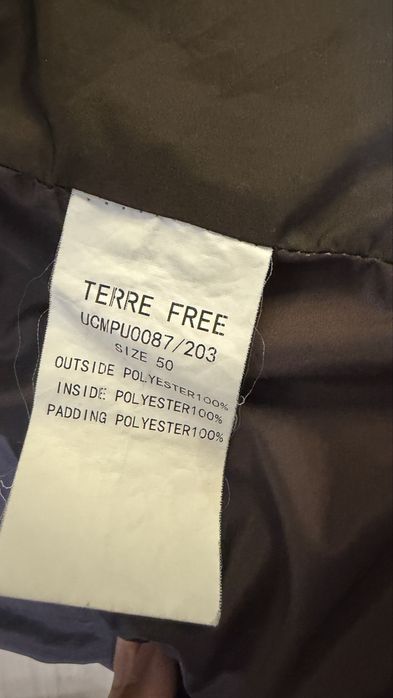 TERRE FREE
UCMPU0087/203
SIZE 50
OUTSIDE POLYESTER100%
INSIDE POLYESTER100%
PADDING POLYESTER100%